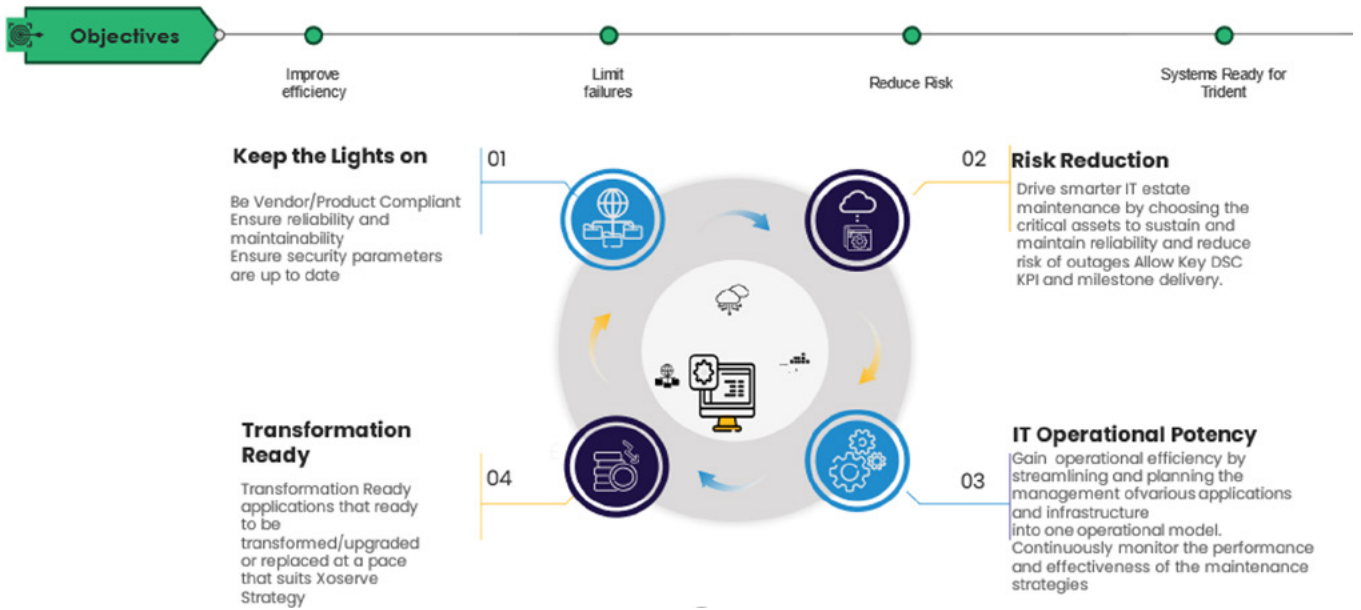 Objectives
Improve
efficiency
Limit
failures
Reduce Risk
Systems Ready for
Trident
Keep the Lights on
01
Be Vendor/Product Compliant
Ensure reliability and
maintainability
Ensure security parameters
are up to date
02
Risk Reduction
Drive smarter IT estate
maintenance by choosing the
critical assets to sustain and
maintain reliability and reduce
risk of outages Allow Key DSC
KPI and milestone delivery.
IT Operational Potency
03
Gain operational efficiency by
streamlining and planning the
management ofvarious applications
and infrastructure
into one operational model.
Continuously monitor the performance
and effectiveness of the maintenance
strategies
Transformation
Ready
04
Transformation Ready
applications that ready
to be
transformed/upgraded
or replaced at a pace
that suits Xoserve
Strategy